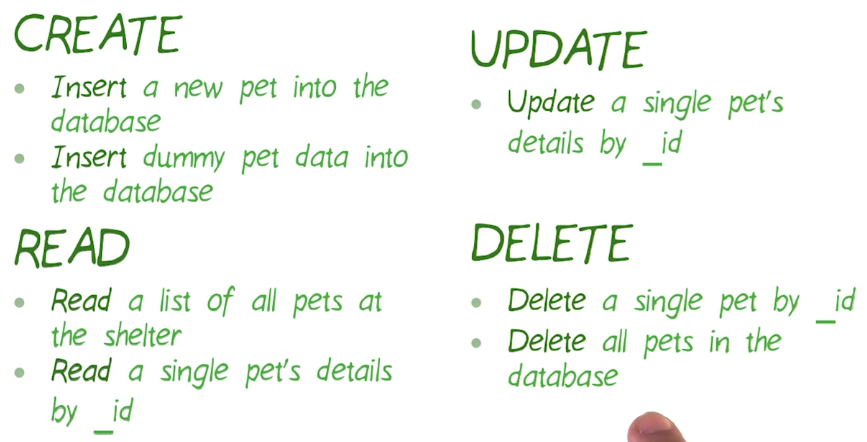 CREATE
• Insert a new pet into the
database
• Insert dummy pet data into
the database
READ
• Read a list of all pets at
the shelter
• Read a single pet's details
by _id
UPDATE
• Update a single pet's
details by _id
DELETE
• Delete a single pet by _id
• Delete all pets in the
database